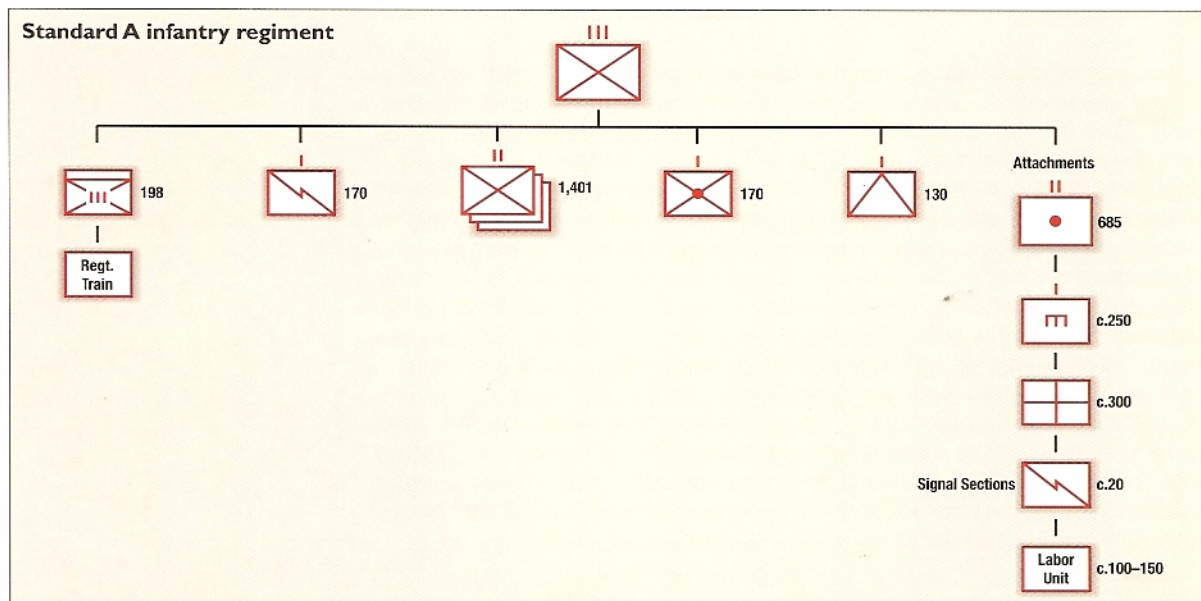 Standard A infantry regiment
III
I
II
I
I
Attachments
II
III
198
170
1,401
170
130
685
Regt.
Train
I
c.250
c.300
Signal Sections
c.20
Labor
Unit
c.100–150